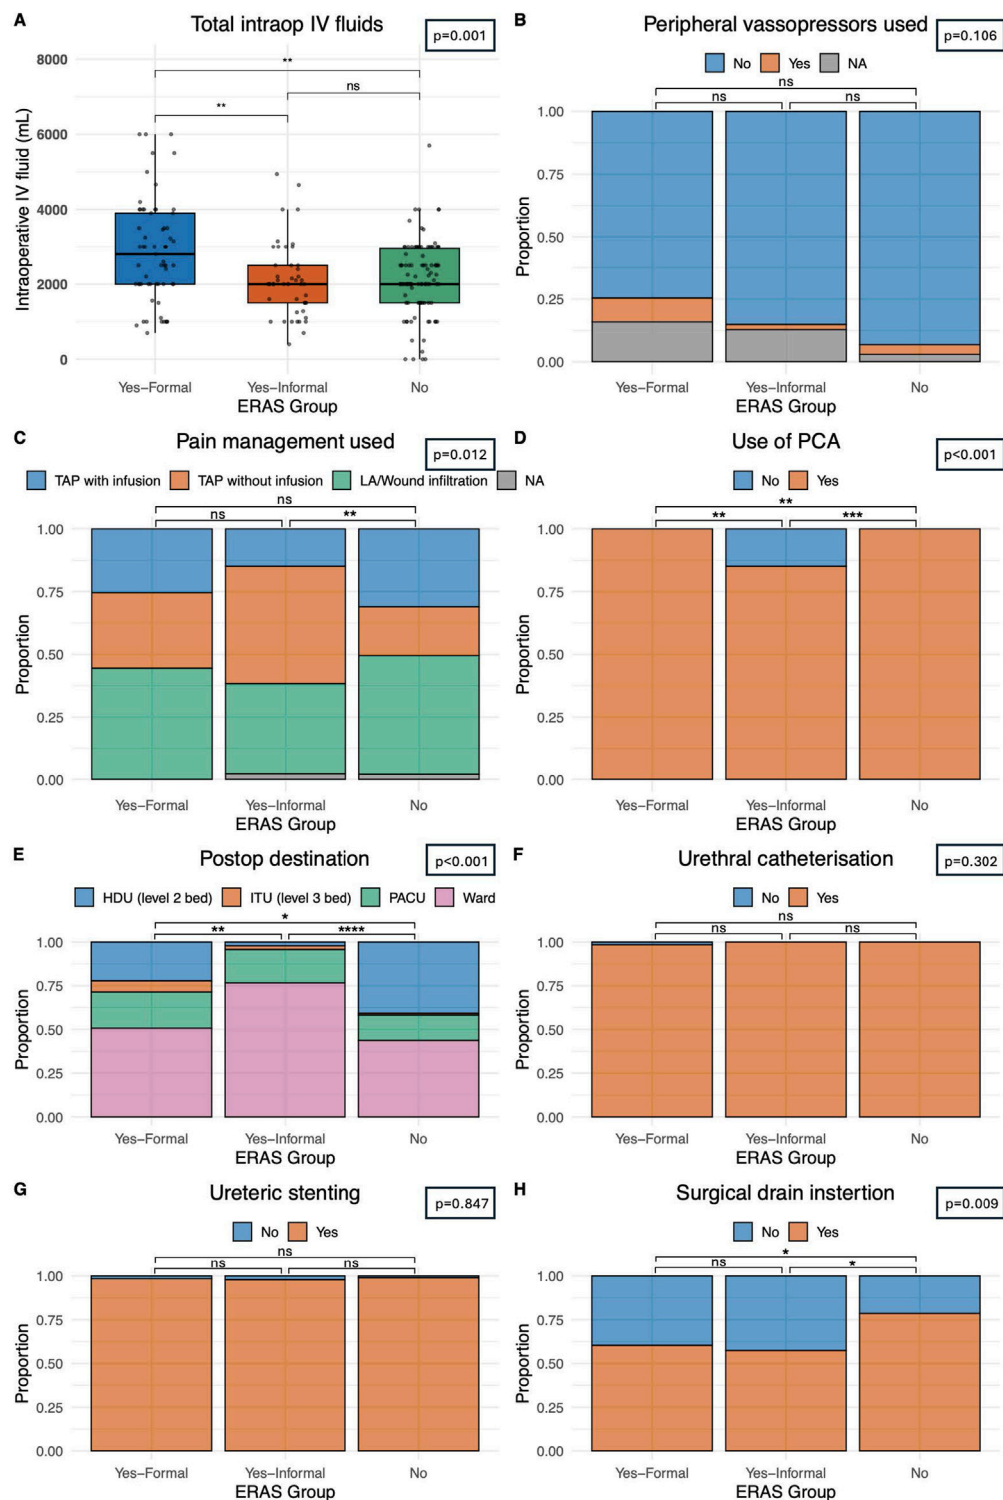 A Total intraop IV fluids p=0.001
8000
6000
4000
2000
0
Intraoperative IV fluid (mL)
**
** ns
Yes–Formal Yes–Informal No
ERAS Group
B Peripheral vassopressors used p=0.106
No Yes NA
ns
ns ns
1.00
0.75
0.50
0.25
0.00
Proportion
Yes–Formal Yes–Informal No
ERAS Group
C Pain management used p=0.012
TAP with infusion TAP without infusion LA/Wound infiltration NA
ns
ns **
1.00
0.75
0.50
0.25
0.00
Proportion
Yes–Formal Yes–Informal No
ERAS Group
D Use of PCA p<0.001
No Yes
**
** ***
1.00
0.75
0.50
0.25
0.00
Proportion
Yes–Formal Yes–Informal No
ERAS Group
E Postop destination p<0.001
HDU (level 2 bed) ITU (level 3 bed) PACU Ward
*
** ****
1.00
0.75
0.50
0.25
0.00
Proportion
Yes–Formal Yes–Informal No
ERAS Group
F Urethral catheterisation p=0.302
No Yes
ns
ns ns
1.00
0.75
0.50
0.25
0.00
Proportion
Yes–Formal Yes–Informal No
ERAS Group
G Ureteric stenting p=0.847
No Yes
ns
ns ns
1.00
0.75
0.50
0.25
0.00
Proportion
Yes–Formal Yes–Informal No
ERAS Group
H Surgical drain instertion p=0.009
No Yes
*
ns *
1.00
0.75
0.50
0.25
0.00
Proportion
Yes–Formal Yes–Informal No
ERAS Group